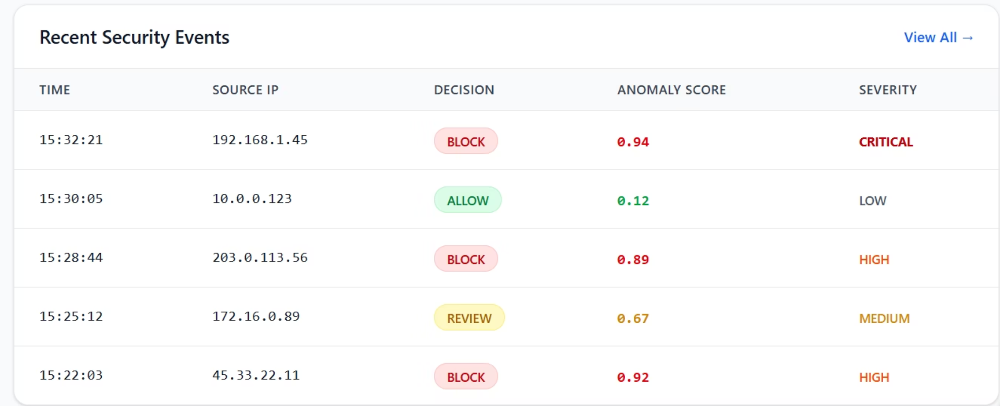 Recent Security Events View All →
TIME SOURCE IP DECISION ANOMALY SCORE SEVERITY
15:32:21 192.168.1.45 BLOCK 0.94 CRITICAL
15:30:05 10.0.0.123 ALLOW 0.12 LOW
15:28:44 203.0.113.56 BLOCK 0.89 HIGH
15:25:12 172.16.0.89 REVIEW 0.67 MEDIUM
15:22:03 45.33.22.11 BLOCK 0.92 HIGH